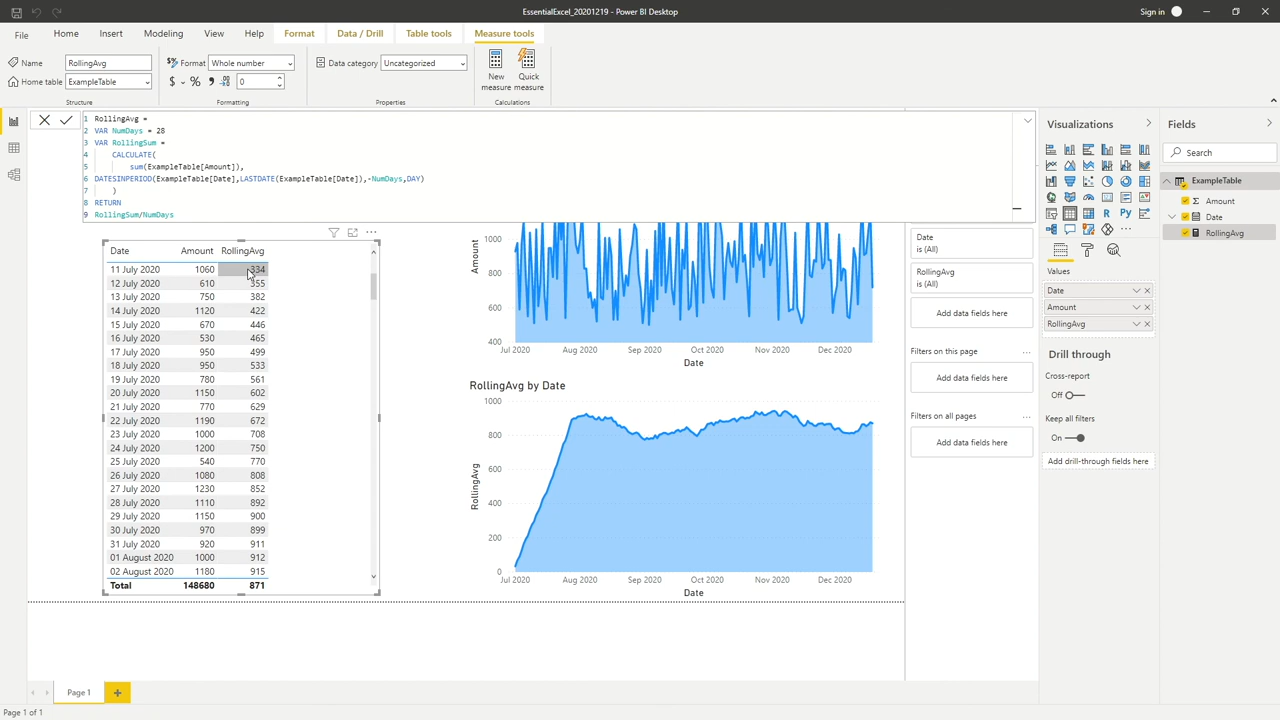 EssentialExcel_20201219 - Power BI Desktop
Sign in
File
Home
Insert
Modeling
View
Help
Format
Data / Drill
Table tools
Measure tools
Name
RollingAvg
Home table
ExampleTable
Structure
Format
Whole number
$
%
0
Formatting
Data category
Uncategorized
Properties
New
measure
Quick
measure
Calculations
1 RollingAvg =
2 VAR NumDays = 28
3 VAR RollingSum =
4 CALCULATE(
5 sum(ExampleTable[Amount]),
6 DATESINPERIOD(ExampleTable[Date],LASTDATE(ExampleTable[Date]),-NumDays,DAY)
7 )
8 RETURN
9 RollingSum/NumDays
Date Amount RollingAvg
11 July 2020 1060 334
12 July 2020 610 355
13 July 2020 750 382
14 July 2020 1120 422
15 July 2020 670 446
16 July 2020 530 465
17 July 2020 950 499
18 July 2020 950 533
19 July 2020 780 561
20 July 2020 1150 602
21 July 2020 770 629
22 July 2020 1190 672
23 July 2020 1000 708
24 July 2020 1200 750
25 July 2020 540 770
26 July 2020 1080 808
27 July 2020 1230 852
28 July 2020 1110 892
29 July 2020 1150 900
30 July 2020 970 899
31 July 2020 920 911
01 August 2020 1000 912
02 August 2020 1180 915
Total 148680 871
Amount
1000
800
600
400
Jul 2020 Aug 2020 Sep 2020 Oct 2020 Nov 2020 Dec 2020
Date
RollingAvg by Date
RollingAvg
1000
800
600
400
200
0
Jul 2020 Aug 2020 Sep 2020 Oct 2020 Nov 2020 Dec 2020
Date
Date
is (All)
RollingAvg
is (All)
Add data fields here
Filters on this page
Add data fields here
Filters on all pages
Add data fields here
Visualizations
R
Py
Values
Date
Amount
RollingAvg
Drill through
Cross-report
Off
Keep all filters
On
Add drill-through fields here
Fields
Search
ExampleTable
Σ Amount
Date
RollingAvg
Page 1
Page 1 of 1